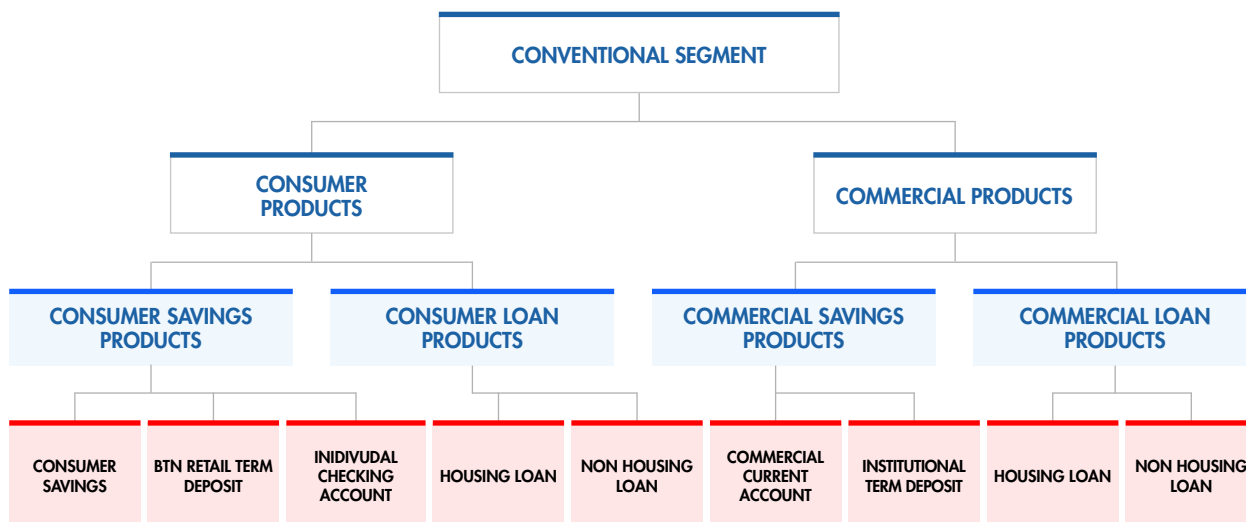 CONVENTIONAL SEGMENT
CONSUMER
PRODUCTS
COMMERCIAL PRODUCTS
CONSUMER SAVINGS
PRODUCTS
CONSUMER LOAN
PRODUCTS
COMMERCIAL SAVINGS
PRODUCTS
COMMERCIAL LOAN
PRODUCTS
CONSUMER
SAVINGS
BTN RETAIL TERM
DEPOSIT
INIDIVUDAL
CHECKING
ACCOUNT
HOUSING LOAN
NON HOUSING
LOAN
COMMERCIAL
CURRENT
ACCOUNT
INSTITUTIONAL
TERM DEPOSIT
HOUSING LOAN
NON HOUSING
LOAN